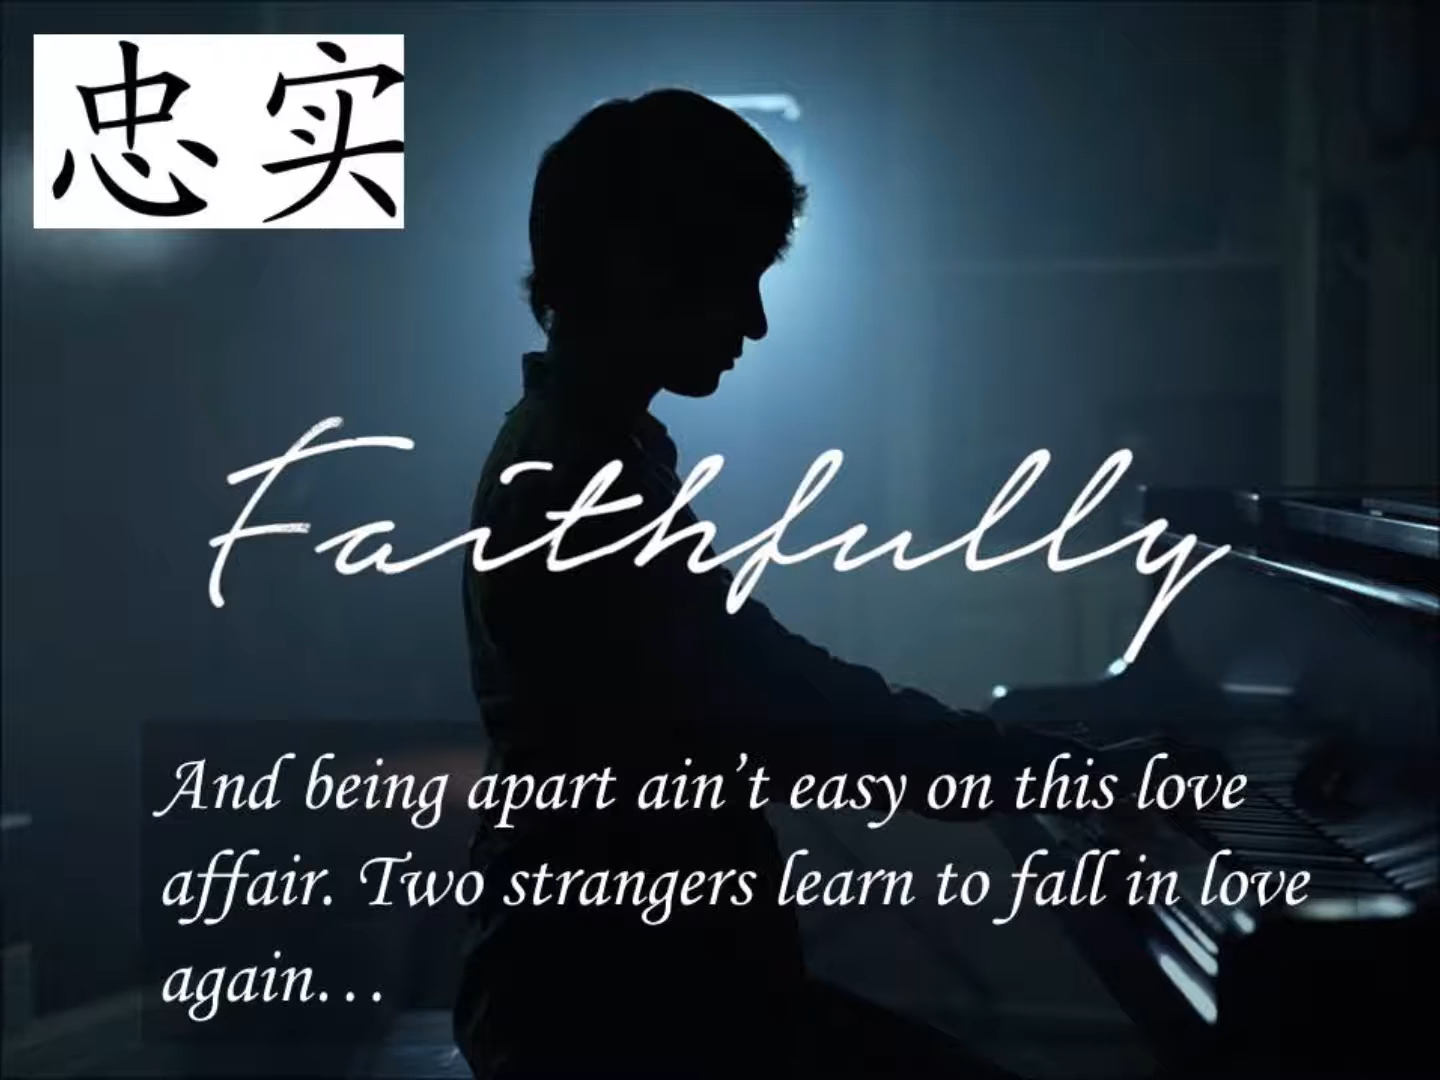 忠实
Faithfully
And being apart ain’t easy on this love
affair. Two strangers learn to fall in love
again…